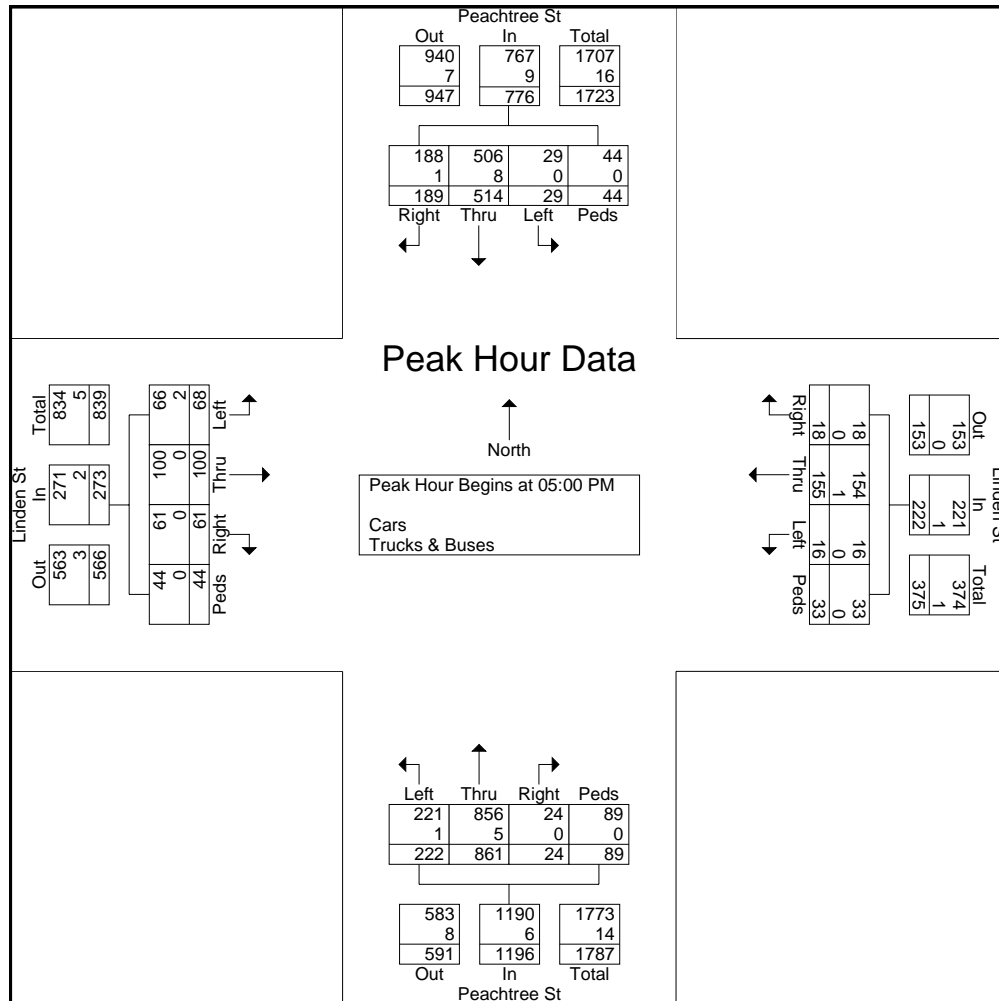 Peachtree St
Out In Total
940 767 1707
7 9 16
947 776 1723
188 506 29 44
1 8 0 0
189 514 29 44
Right Thru Left Peds
Peak Hour Data
North
Peak Hour Begins at 05:00 PM
Cars
Trucks & Buses
Linden St
Total In Out
834 271 563
5 2 3
839 273 566
66 100 61 44
2 0 0 0
68 100 61 44
Left Thru Right Peds
Right Thru Left Peds
18 155 16 33
0 1 0 0
18 154 16 33
153 222 375
0 1 1
153 221 374
Out In Total
Linden St
Left Thru Right Peds
221 856 24 89
1 5 0 0
222 861 24 89
583 1190 1773
8 6 14
591 1196 1787
Out In Total
Peachtree St